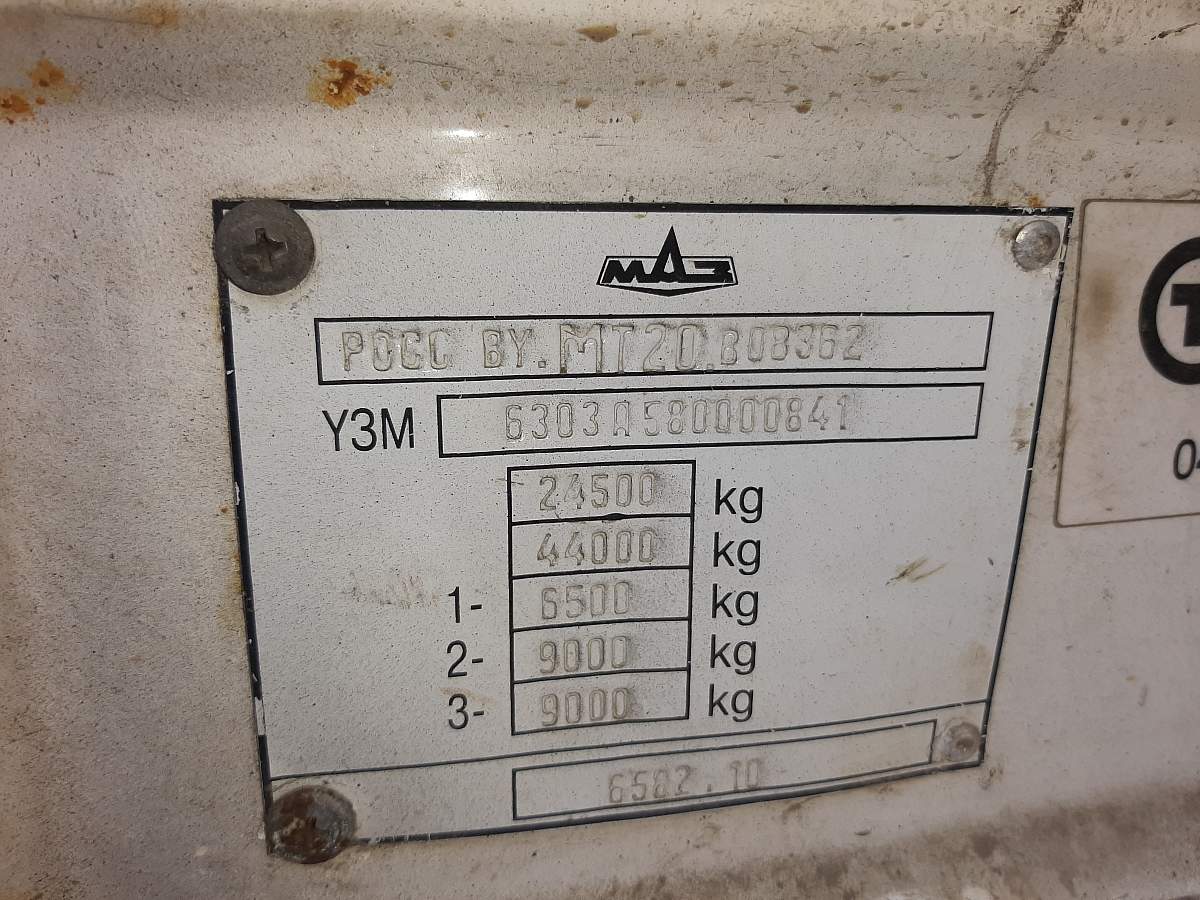 МАЗ
РОСС BY.МТ20.В08362
Y3M 6303A580000841
24500 kg
44000 kg
1- 6500 kg
2- 9000 kg
3- 9000 kg
6582.10